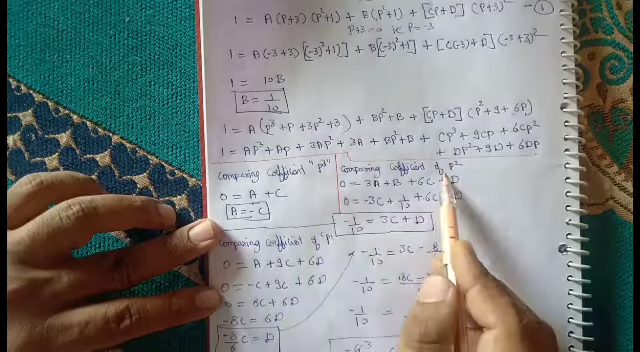 1 = A(P+3)(P²+1) + B(P²+1) + [CP+D](P+3)² —①
P+3=0 ⇒ P=-3
1 = A(-3+3)[(-3)²+1] + B[(-3)²+1] + [C(-3)+D](-3+3)²
1 = 10B
B = 1/10
1 = A(P³+P+3P²+3) + BP²+B + [CP+D](P²+9+6P)
1 = AP³+AP+3AP²+3A+BP²+B+CP³+9CP+6CP²
+ DP²+9D+6DP
Comparing coefficient "P³"
0 = A+C
A = -C
Comparing coefficient of P²
0 = 3A+B+6C D
0 = -3C+1/10+6C D
-1/10 = 3C+D
Comparing coefficient of 'P'
0 = A+9C+6D
0 = -C+9C+6D
0 = 8C+6D
-8C = 6D
-8/6 C = D
-1/10 = 3C - 8
-1/10 = 18C -
-1/10 =